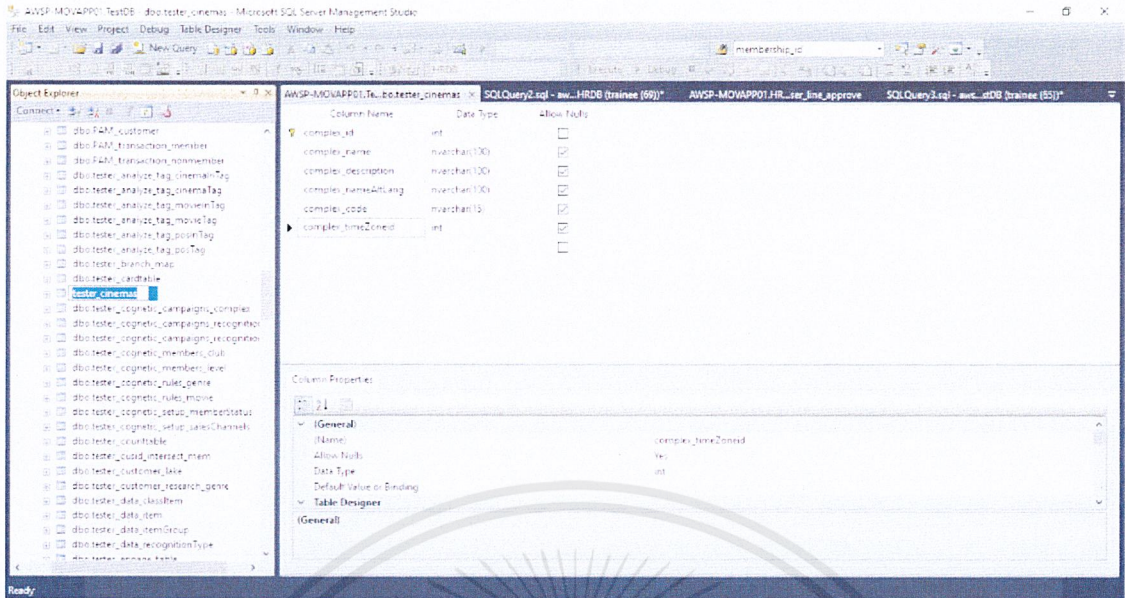 AWSP-MOVAPP01.TestDB - dbo.tester_cinemas - Microsoft SQL Server Management Studio
File Edit View Project Debug Table Designer Tools Window Help
New Query
membership_id
Execute Debug
Object Explorer
Connect
dbo.PAM_customer
dbo.PAM_transaction_member
dbo.PAM_transaction_nonmember
dbo.tester_analyze_tag_cinemaInTag
dbo.tester_analyze_tag_cinemaTag
dbo.tester_analyze_tag_movieInTag
dbo.tester_analyze_tag_movieTag
dbo.tester_analyze_tag_posInTag
dbo.tester_analyze_tag_posTag
dbo.tester_branch_map
dbo.tester_cardtable
tester_cinemas
dbo.tester_cognetic_campaigns_complex
dbo.tester_cognetic_campaigns_recognition
dbo.tester_cognetic_campaigns_recognition
dbo.tester_cognetic_members_club
dbo.tester_cognetic_members_level
dbo.tester_cognetic_rules_genre
dbo.tester_cognetic_rules_movie
dbo.tester_cognetic_setup_memberStatus
dbo.tester_cognetic_setup_salesChannels
dbo.tester_counttable
dbo.tester_custid_intersect_mem
dbo.tester_customer_lake
dbo.tester_customer_research_genre
dbo.tester_data_classItem
dbo.tester_data_item
dbo.tester_data_itemGroup
dbo.tester_data_recognitionType
AWSP-MOVAPP01.Te...bo.tester_cinemas SQLQuery2.sql - aw...HRDB (trainee (69))* AWSP-MOVAPP01.HR...ser_line_approve SQLQuery3.sql - aws...stDB (trainee (55))*
Column Name Data Type Allow Nulls
complex_id int
complex_name nvarchar(100)
complex_description nvarchar(100)
complex_nameAltLang nvarchar(100)
complex_code nvarchar(15)
complex_timeZoneid int
Column Properties
(General)
(Name) complex_timeZoneid
Allow Nulls Yes
Data Type int
Default Value or Binding
Table Designer
(General)
Ready